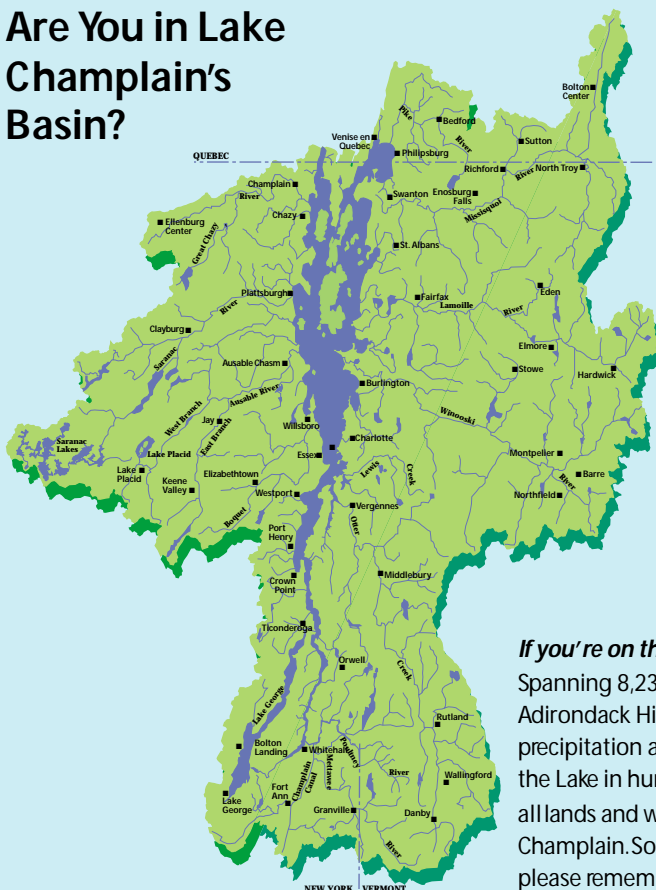 Are You in Lake
Champlain's
Basin?
Bolton
Center
Pike
River
Bedford
Sutton
Venise en
Quebec
Philipsburg
QUEBEC
Richford
River
North Troy
Champlain
River
Swanton
Enosburg
Falls
Missisquoi
Chazy
Ellenburg
Center
Great Chazy
St. Albans
Plattsburgh
River
Fairfax
Lamoille
River
Eden
Clayburg
Saranac
Elmore
Ausable Chasm
Stowe
Hardwick
Burlington
Ausable River
West Branch
East Branch
Jay
Willsboro
Winooski
Charlotte
Saranac
Lakes
Lake Placid
Essex
Montpelier
Lewis
Creek
Lake
Placid
Keene
Valley
Elizabethtown
Barre
River
Northfield
Westport
Vergennes
Boquet
Otter
Port
Henry
Crown
Point
Middlebury
Ticonderoga
Orwell
Creek
Lake George
Rutland
Bolton
Landing
Whitehall
Poultney
Mettawee
River
Champlain
Canal
Wallingford
Lake
George
Fort
Ann
Granville
Danby
River
NEW YORK
VERMONT
If you're on th
Spanning 8,23
Adirondack Hi
precipitation a
the Lake in hu
all lands and w
Champlain. So
please remem